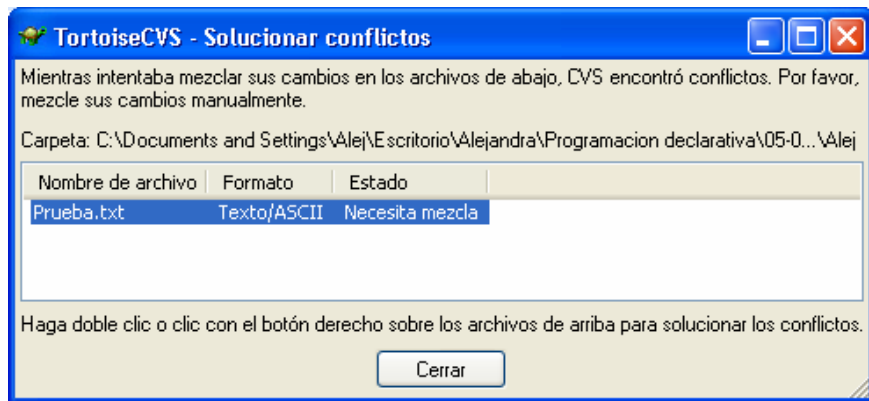 TortoiseCVS - Solucionar conflictos
Mientras intentaba mezclar sus cambios en los archivos de abajo, CVS encontró conflictos. Por favor,
mezcle sus cambios manualmente.
Carpeta: C:\Documents and Settings\Alej\Escritorio\Alejandra\Programacion declarativa\05-0...\Alej
Nombre de archivo Formato Estado
Prueba.txt Texto/ASCII Necesita mezcla
Haga doble clic o clic con el botón derecho sobre los archivos de arriba para solucionar los conflictos.
Cerrar